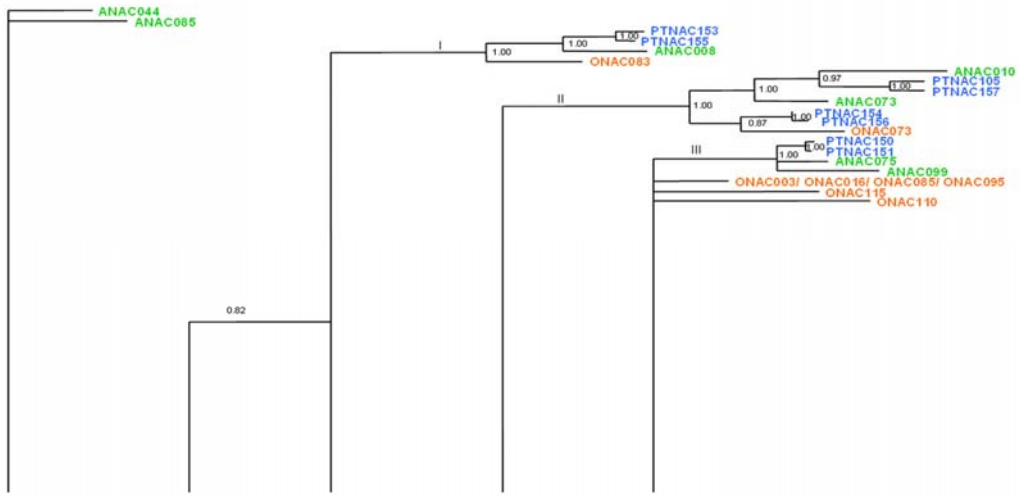 ANAC044
ANAC085
PTNAC153
1.00
PTNAC155
I
1.00
ANAC008
1.00
ONAC083
ANAC010
0.97
PTNAC105
1.00
PTNAC157
1.00
II
ANAC073
1.00
PTNAC154
1.00
PTNAC156
0.87
ONAC073
PTNAC150
1.00
III
PTNAC151
1.00
ANAC075
ANAC099
ONAC003/ ONAC016/ ONAC085/ ONAC095
ONAC115
ONAC110
0.82